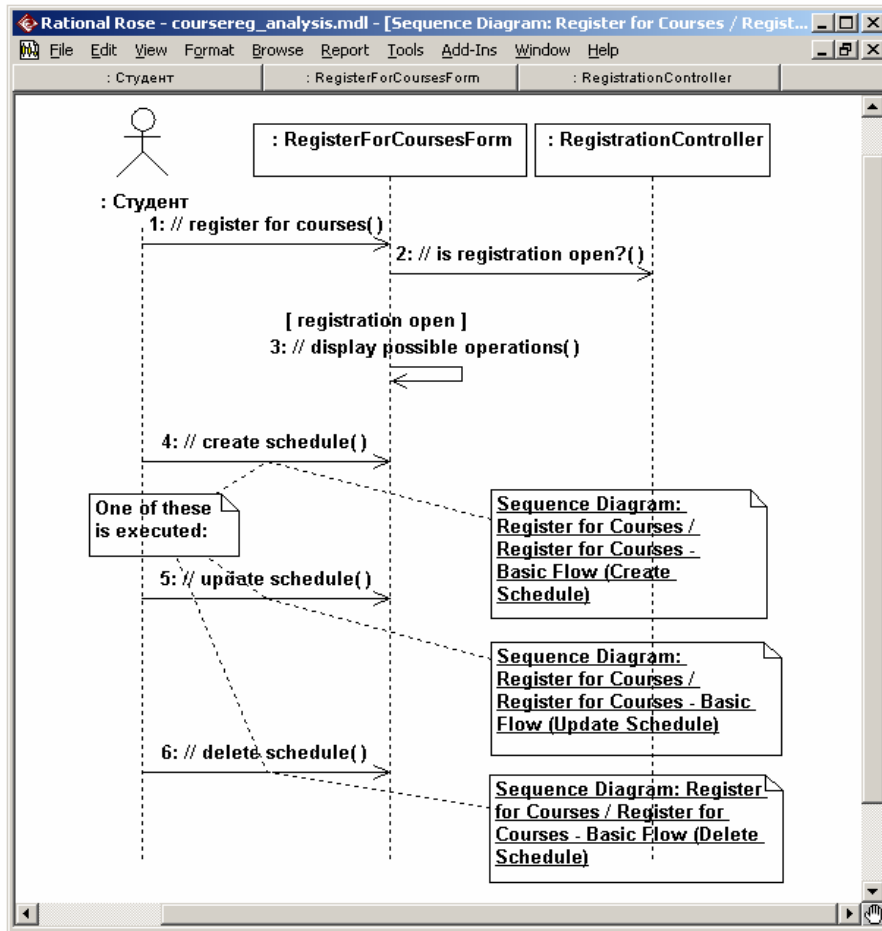 Rational Rose - coursereg_analysis.mdl - [Sequence Diagram: Register for Courses / Regist...
File Edit View Format Browse Report Tools Add-Ins Window Help
: Студент : RegisterForCoursesForm : RegistrationController
: RegisterForCoursesForm : RegistrationController
: Студент
1: // register for courses( )
2: // is registration open?( )
[ registration open ]
3: // display possible operations( )
4: // create schedule( )
One of these
is executed:
Sequence Diagram:
Register for Courses /
Register for Courses -
Basic Flow (Create
Schedule)
5: // update schedule( )
Sequence Diagram:
Register for Courses /
Register for Courses - Basic
Flow (Update Schedule)
6: // delete schedule( )
Sequence Diagram: Register
for Courses / Register for
Courses - Basic Flow (Delete
Schedule)